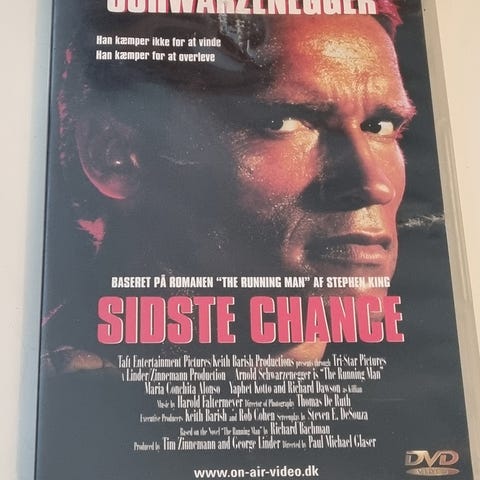 SCHWARZENEGGER
Han kæmper ikke for at vinde
Han kæmper for at overleve
BASERET PÅ ROMANEN "THE RUNNING MAN" AF STEPHEN KING
SIDSTE CHANCE
Taft Entertainment Pictures Keith Barish Productions presents through Tri-Star Pictures
A Linder/Zinnemann Production Arnold Schwarzenegger is "The Running Man"
Maria Conchita Alonso Yaphet Kotto and Richard Dawson as Killian
Music by Harold Faltermeyer Director of Photography Thomas De Ruth
Executive Producers Keith Barish and Rob Cohen Screenplay by Steven E. DeSouza
Based on the Novel "The Running Man" by Richard Bachman
Produced by Tim Zinnemann and George Linder Directed by Paul Michael Glaser
DVD
VIDEO
www.on-air-video.dk